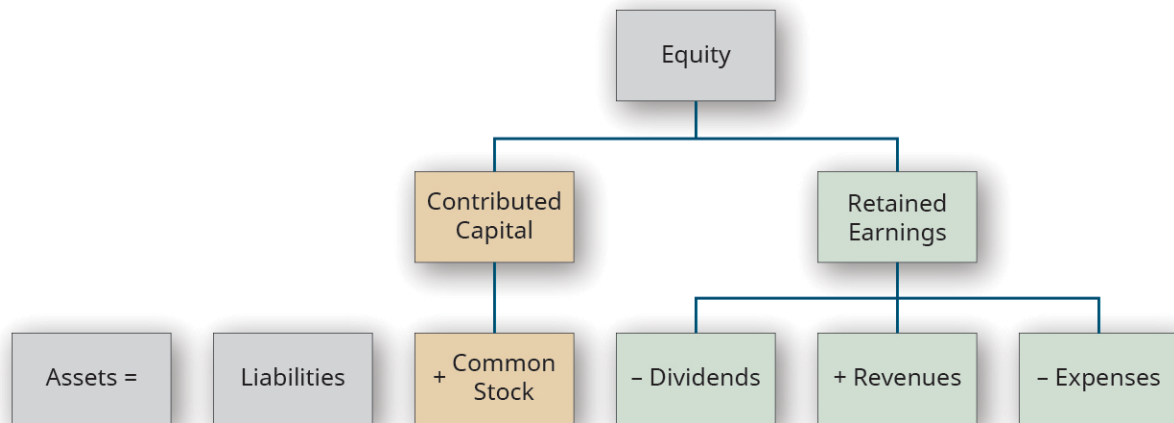 Equity
Contributed
Capital
Retained
Earnings
Assets =
Liabilities
+ Common
Stock
– Dividends
+ Revenues
– Expenses